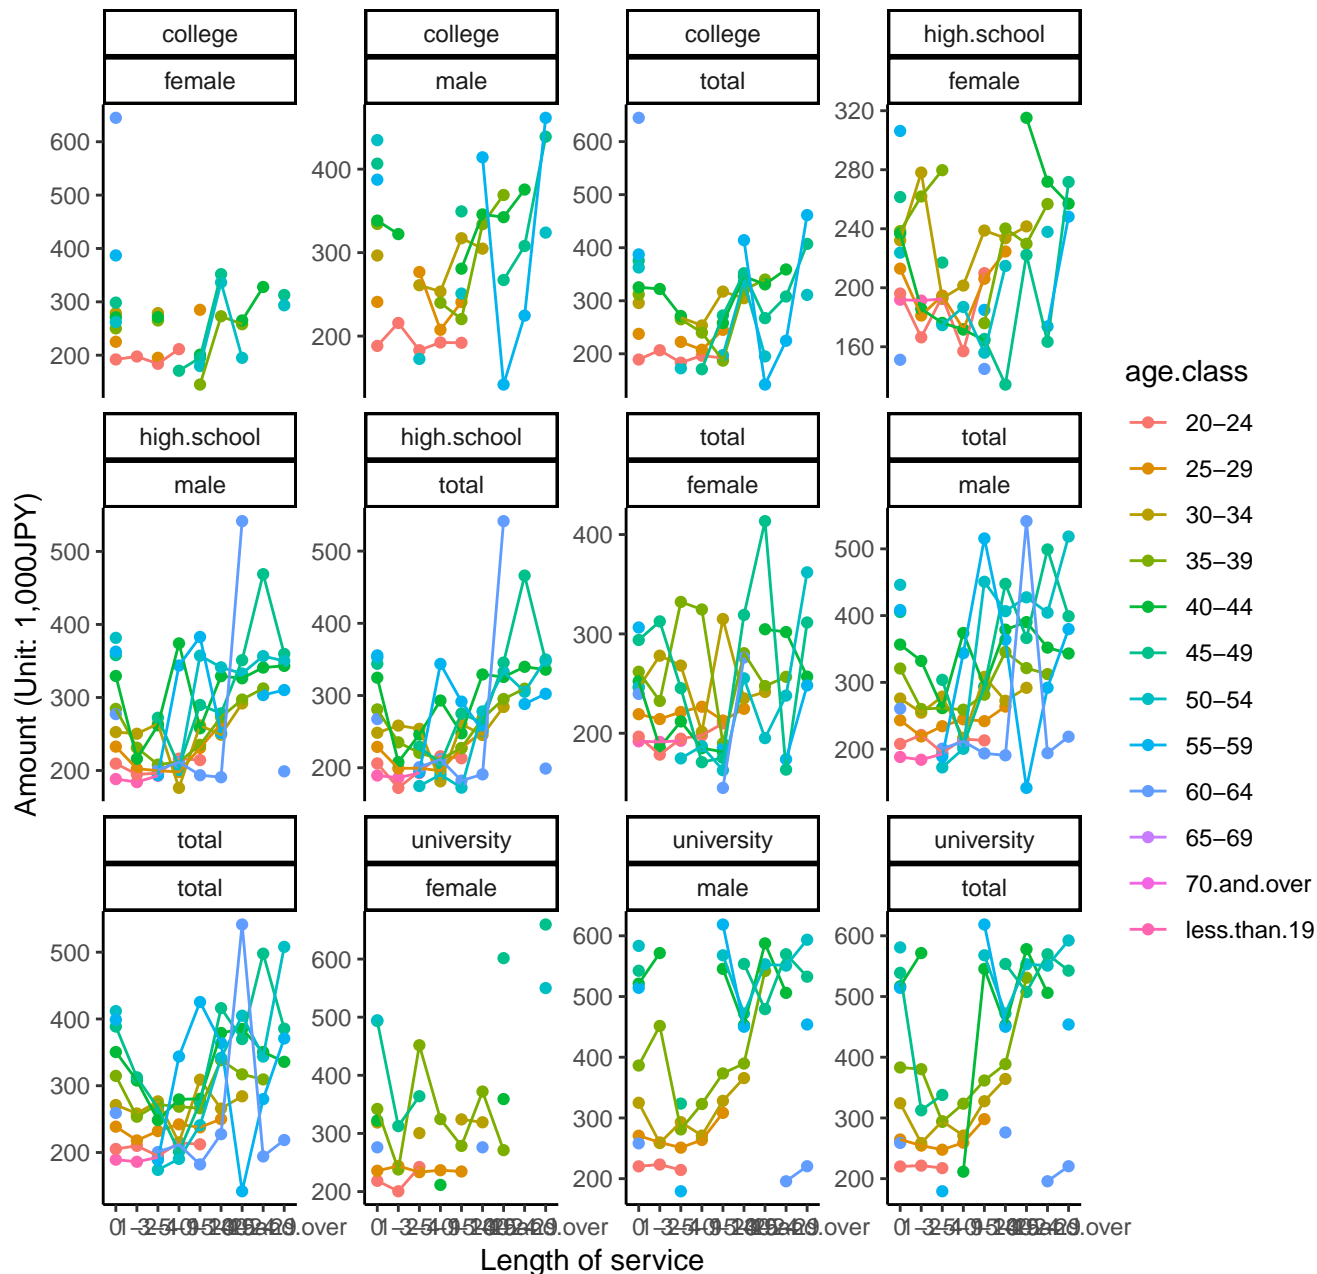 college
female
college
male
college
total
high.school
female
600
500
400
300
200
400
300
200
600
500
400
300
200
320
280
240
200
160
high.school
male
high.school
total
total
female
total
male
500
400
300
200
500
400
300
200
400
300
200
500
400
300
200
total
total
university
female
university
male
university
total
500
400
300
200
600
500
400
300
200
600
500
400
300
200
600
500
400
300
200
Amount (Unit: 1,000JPY)
Length of service
age.class
20−24
25−29
30−34
35−39
40−44
45−49
50−54
55−59
60−64
65−69
70.and.over
less.than.19